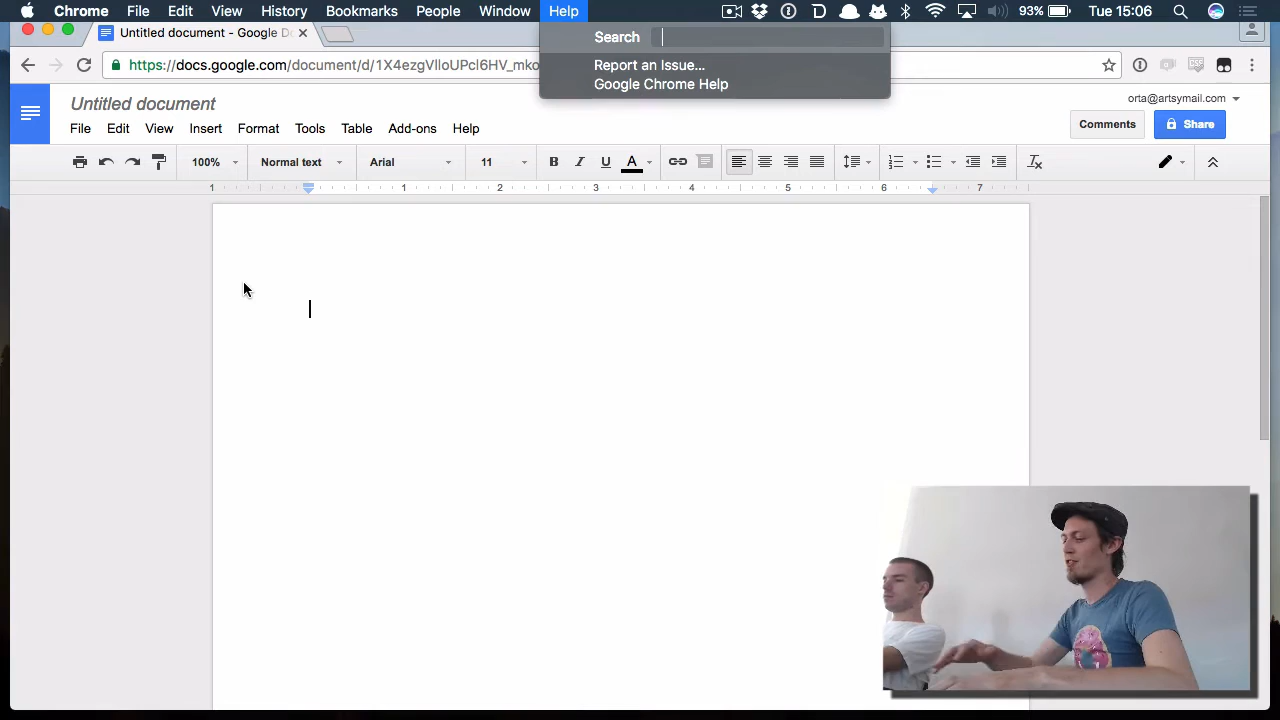 Chrome File Edit View History Bookmarks People Window Help 93% Tue 15:06
Untitled document - Google D
Search
https://docs.google.com/document/d/1X4ezgVlloUPcl6HV_mko
Report an Issue...
Google Chrome Help
Untitled document
orta@artsymail.com
File Edit View Insert Format Tools Table Add-ons Help
Comments
Share
100% Normal text Arial 11 B I U A
1 1 2 3 4 5 6 7